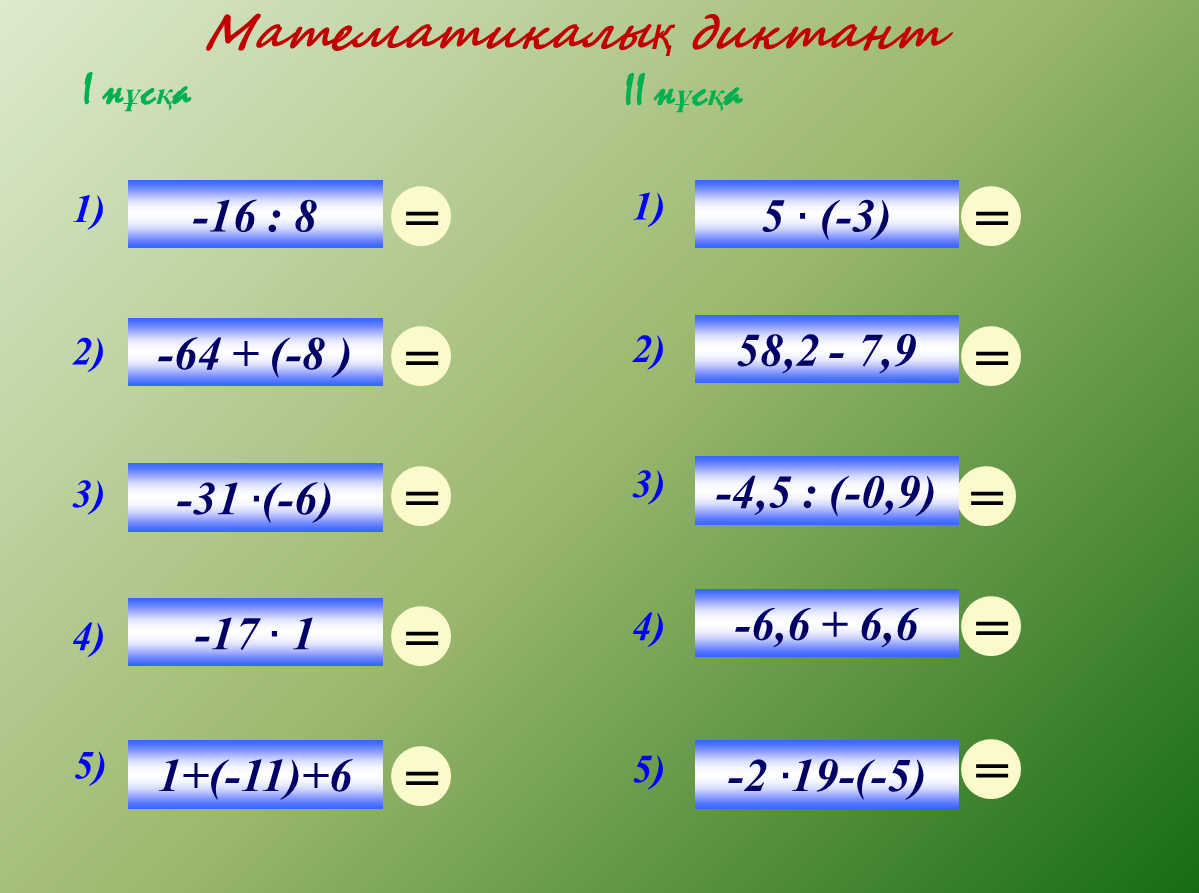 Математикалық диктант
I нұсқа
1) -16 : 8 =
2) -64 + (-8 ) =
3) -31 ·(-6) =
4) -17 · 1 =
5) 1+(-11)+6 =
II нұсқа
1) 5 · (-3) =
2) 58,2 - 7,9 =
3) -4,5 : (-0,9) =
4) -6,6 + 6,6 =
5) -2 ·19-(-5) =